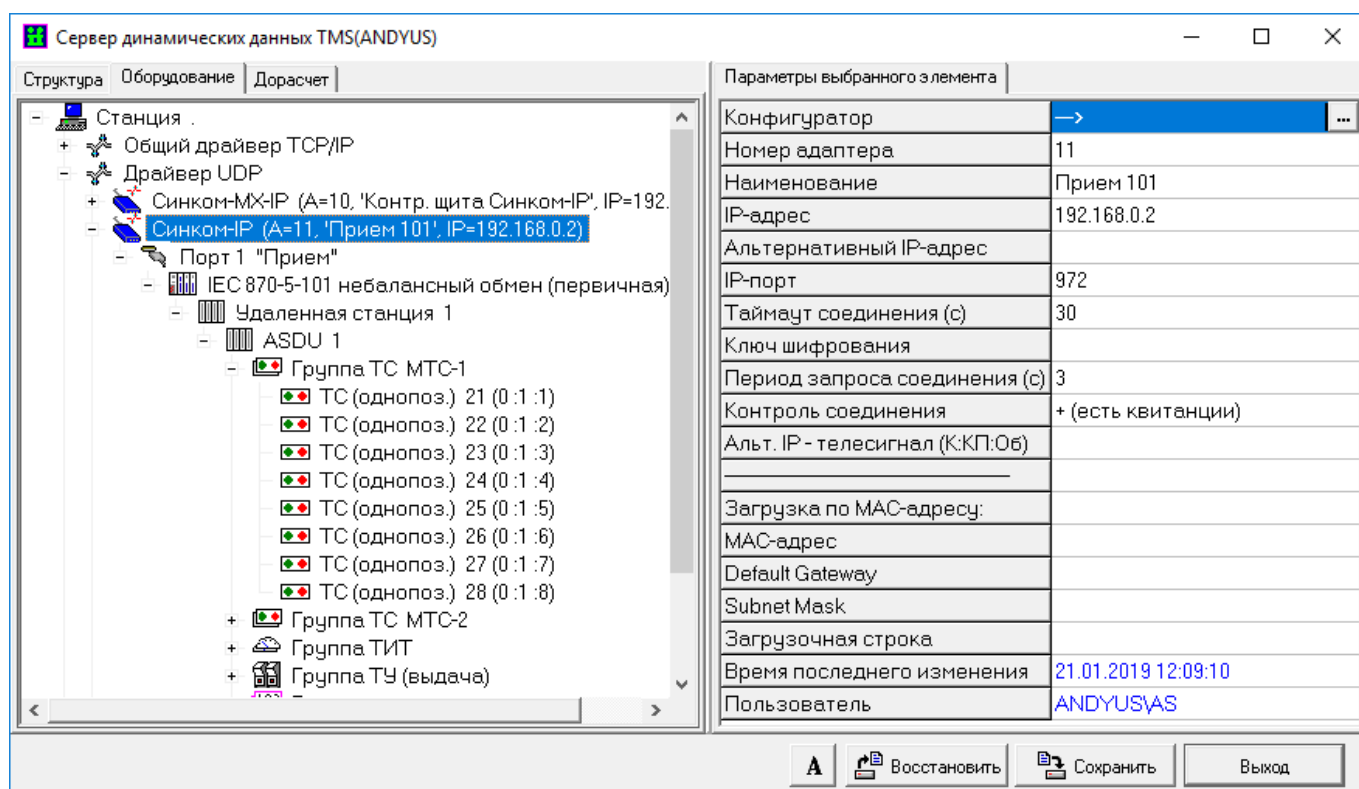 Сервер динамических данных TMS(ANDYUS)
Структура Оборудование Дорасчет
Станция .
Общий драйвер TCP/IP
Драйвер UDP
Синком-MX-IP (A=10, 'Контр. щита Синком-IP', IP=192.
Синком-IP (A=11, 'Прием 101', IP=192.168.0.2)
Порт 1 "Прием"
IEC 870-5-101 небалансный обмен (первичная)
Удаленная станция 1
ASDU 1
Группа ТС МТС-1
ТС (однопоз.) 21 (0 :1 :1)
ТС (однопоз.) 22 (0 :1 :2)
ТС (однопоз.) 23 (0 :1 :3)
ТС (однопоз.) 24 (0 :1 :4)
ТС (однопоз.) 25 (0 :1 :5)
ТС (однопоз.) 26 (0 :1 :6)
ТС (однопоз.) 27 (0 :1 :7)
ТС (однопоз.) 28 (0 :1 :8)
Группа ТС МТС-2
Группа ТИТ
Группа ТУ (выдача)
Параметры выбранного элемента
Конфигуратор —> ...
Номер адаптера 11
Наименование Прием 101
IP-адрес 192.168.0.2
Альтернативный IP-адрес
IP-порт 972
Таймаут соединения (с) 30
Ключ шифрования
Период запроса соединения (с) 3
Контроль соединения + (есть квитанции)
Альт. IP - телесигнал (К:КП:Об)
Загрузка по MAC-адресу:
MAC-адрес
Default Gateway
Subnet Mask
Загрузочная строка
Время последнего изменения 21.01.2019 12:09:10
Пользователь ANDYUS\AS
A Восстановить Сохранить Выход